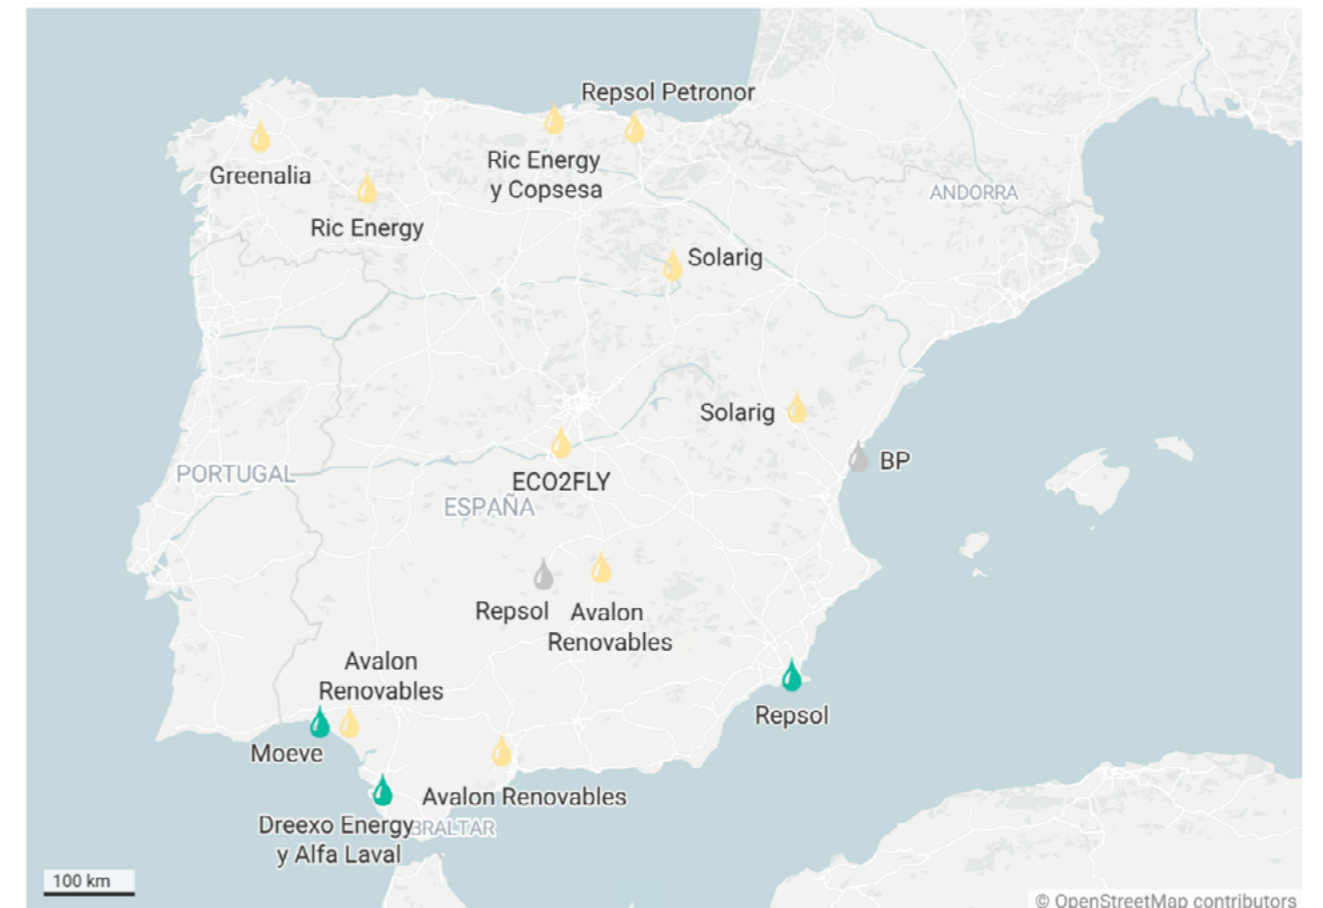 Repsol Petronor
Ric Energy
y Copsesa
Greenalia
ANDORRA
Ric Energy
Solarig
Solarig
BP
PORTUGAL
ECO2FLY
ESPAÑA
Repsol
Avalon
Renovables
Avalon
Renovables
Repsol
Moeve
Avalon Renovables
Dreexo Energy
y Alfa Laval
BRALTAR
100 km
© OpenStreetMap contributors